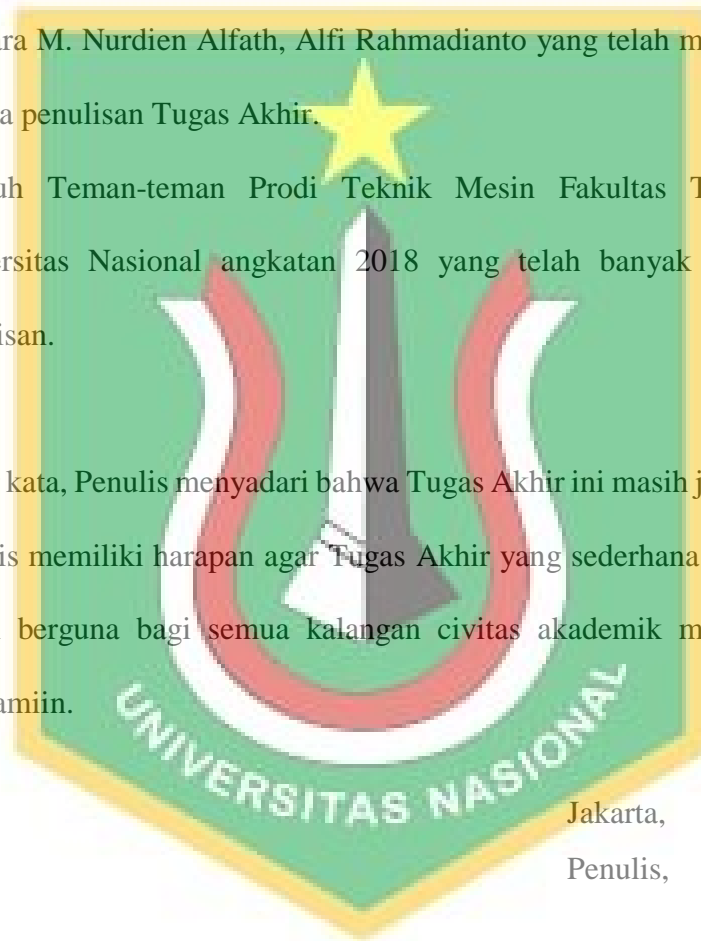 ara M. Nurdien Alfath, Alfi Rahmadianto yang telah m
a penulisan Tugas Akhir.
uh Teman-teman Prodi Teknik Mesin Fakultas T
ersitas Nasional angkatan 2018 yang telah banyak
isan.
kata, Penulis menyadari bahwa Tugas Akhir ini masih j
is memiliki harapan agar Tugas Akhir yang sederhana
berguna bagi semua kalangan civitas akademik m
amiin.
UNIVERSITAS NASIONAL
Jakarta,
Penulis,